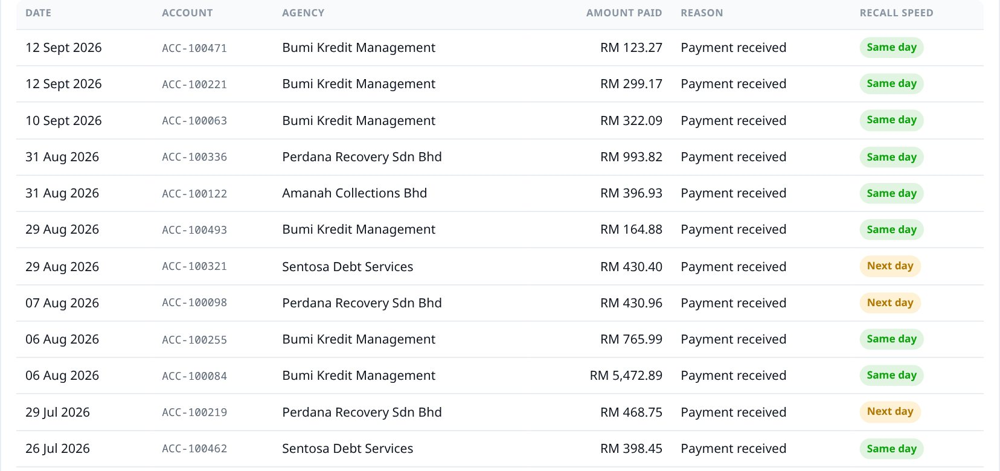 DATE ACCOUNT AGENCY AMOUNT PAID REASON RECALL SPEED
12 Sept 2026 ACC-100471 Bumi Kredit Management RM 123.27 Payment received Same day
12 Sept 2026 ACC-100221 Bumi Kredit Management RM 299.17 Payment received Same day
10 Sept 2026 ACC-100063 Bumi Kredit Management RM 322.09 Payment received Same day
31 Aug 2026 ACC-100336 Perdana Recovery Sdn Bhd RM 993.82 Payment received Same day
31 Aug 2026 ACC-100122 Amanah Collections Bhd RM 396.93 Payment received Same day
29 Aug 2026 ACC-100493 Bumi Kredit Management RM 164.88 Payment received Same day
29 Aug 2026 ACC-100321 Sentosa Debt Services RM 430.40 Payment received Next day
07 Aug 2026 ACC-100098 Perdana Recovery Sdn Bhd RM 430.96 Payment received Next day
06 Aug 2026 ACC-100255 Bumi Kredit Management RM 765.99 Payment received Same day
06 Aug 2026 ACC-100084 Bumi Kredit Management RM 5,472.89 Payment received Same day
29 Jul 2026 ACC-100219 Perdana Recovery Sdn Bhd RM 468.75 Payment received Next day
26 Jul 2026 ACC-100462 Sentosa Debt Services RM 398.45 Payment received Same day